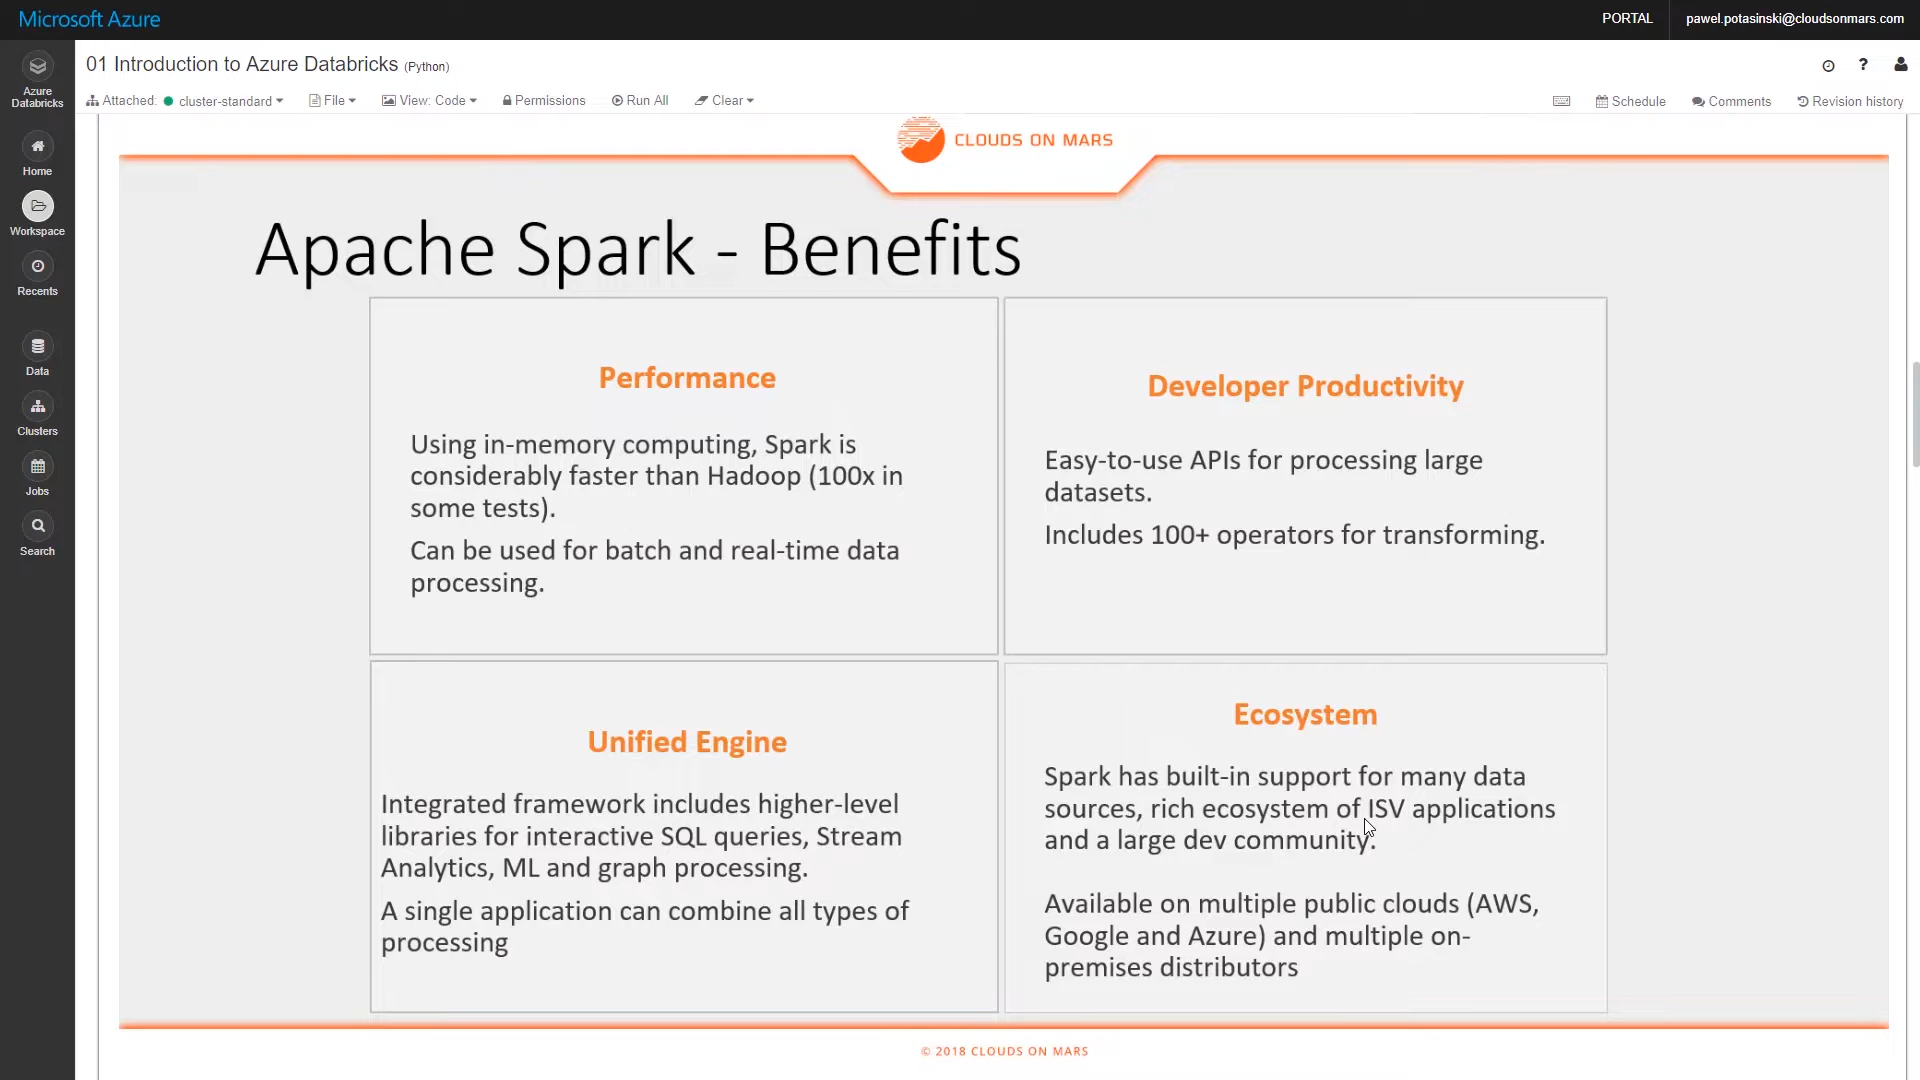 Microsoft Azure
PORTAL
pawel.potasinski@cloudsonmars.com
Azure
Databricks
Home
Workspace
Recents
Data
Clusters
Jobs
Search
01 Introduction to Azure Databricks (Python)
?
Attached: cluster-standard
File
View: Code
Permissions
Run All
Clear
Schedule
Comments
Revision history
CLOUDS ON MARS
Apache Spark - Benefits
Performance
Using in-memory computing, Spark is
considerably faster than Hadoop (100x in
some tests).
Can be used for batch and real-time data
processing.
Developer Productivity
Easy-to-use APIs for processing large
datasets.
Includes 100+ operators for transforming.
Unified Engine
Integrated framework includes higher-level
libraries for interactive SQL queries, Stream
Analytics, ML and graph processing.
A single application can combine all types of
processing
Ecosystem
Spark has built-in support for many data
sources, rich ecosystem of ISV applications
and a large dev community.
Available on multiple public clouds (AWS,
Google and Azure) and multiple on-
premises distributors
© 2018 CLOUDS ON MARS